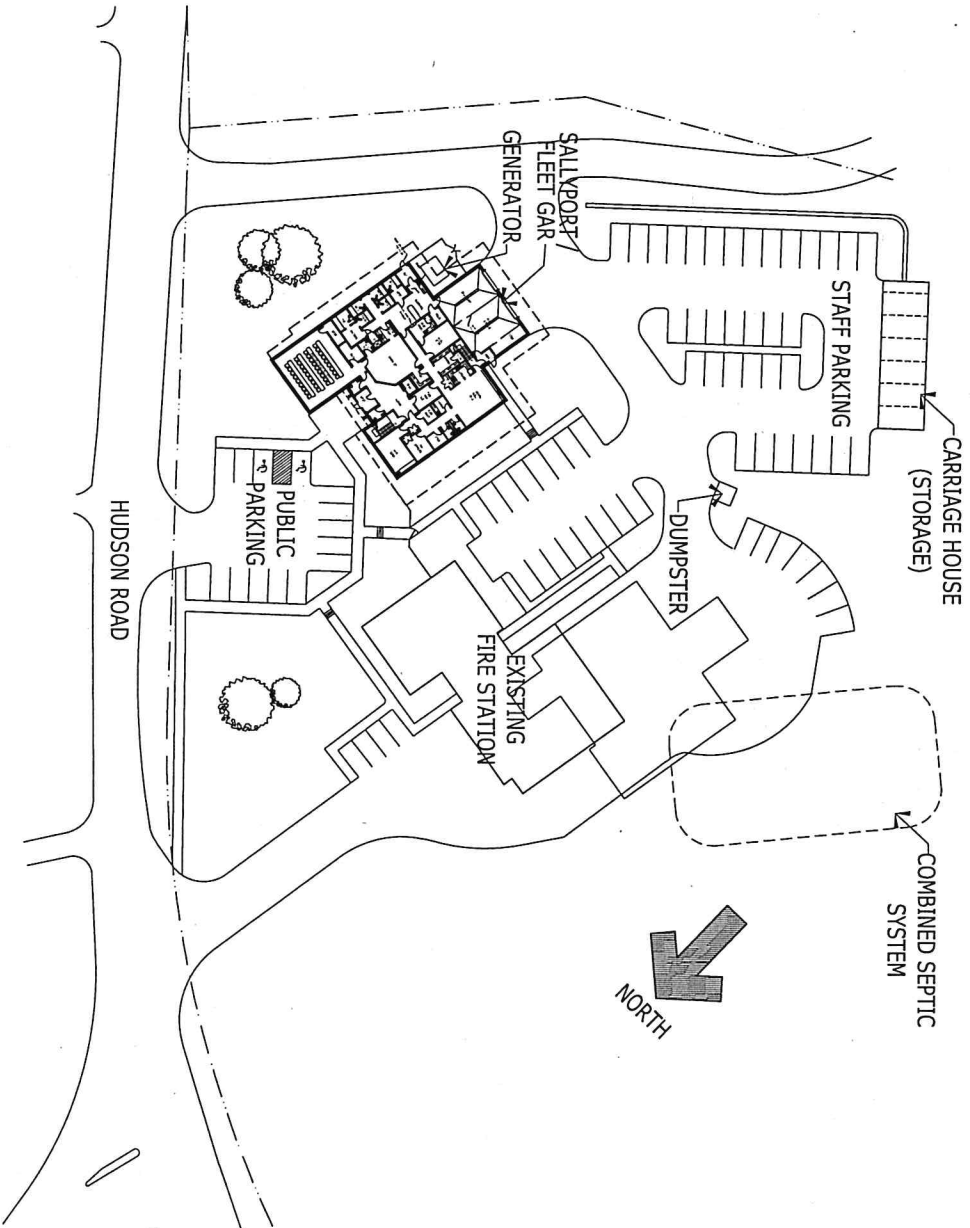 CARRIAGE HOUSE
(STORAGE)
COMBINED SEPTIC
SYSTEM
STAFF PARKING
DUMPSTER
NORTH
SALLYPORT
FLEET GAR
GENERATOR
EXISTING
FIRE STATION
PUBLIC
PARKING
HUDSON ROAD